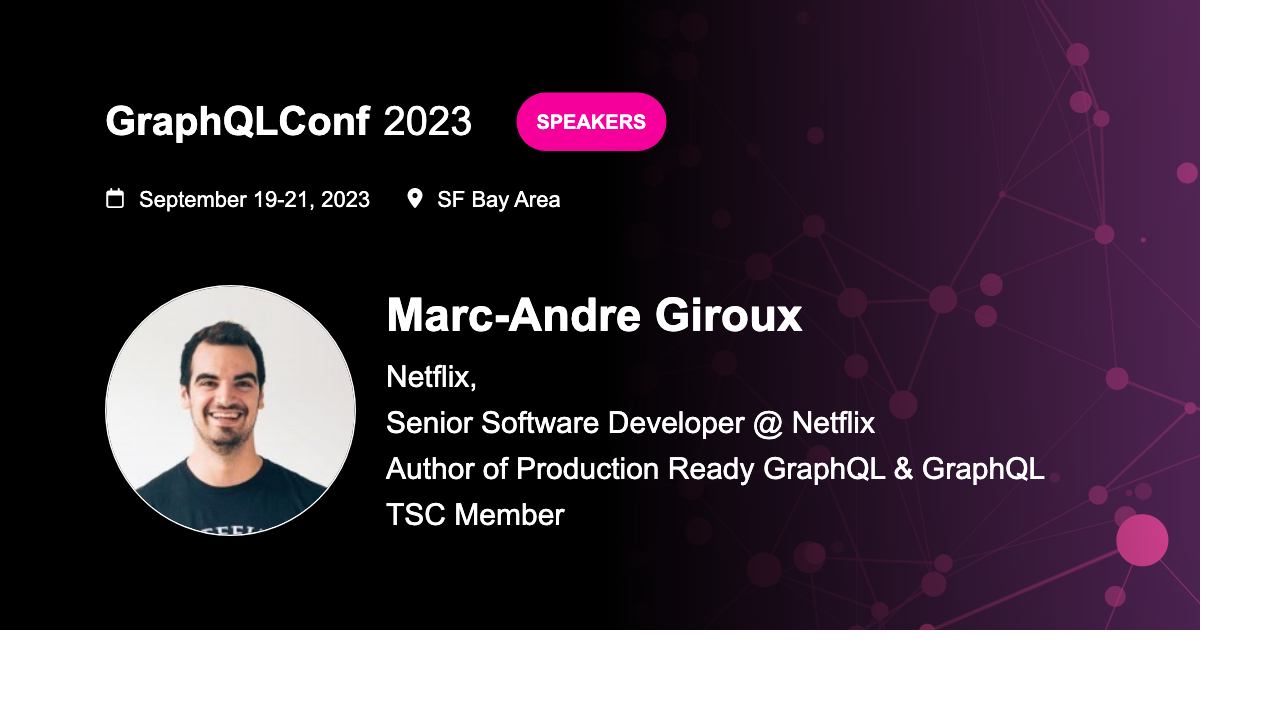 GraphQLConf 2023
SPEAKERS
September 19-21, 2023
SF Bay Area
Marc-Andre Giroux
Netflix,
Senior Software Developer @ Netflix
Author of Production Ready GraphQL & GraphQL
TSC Member